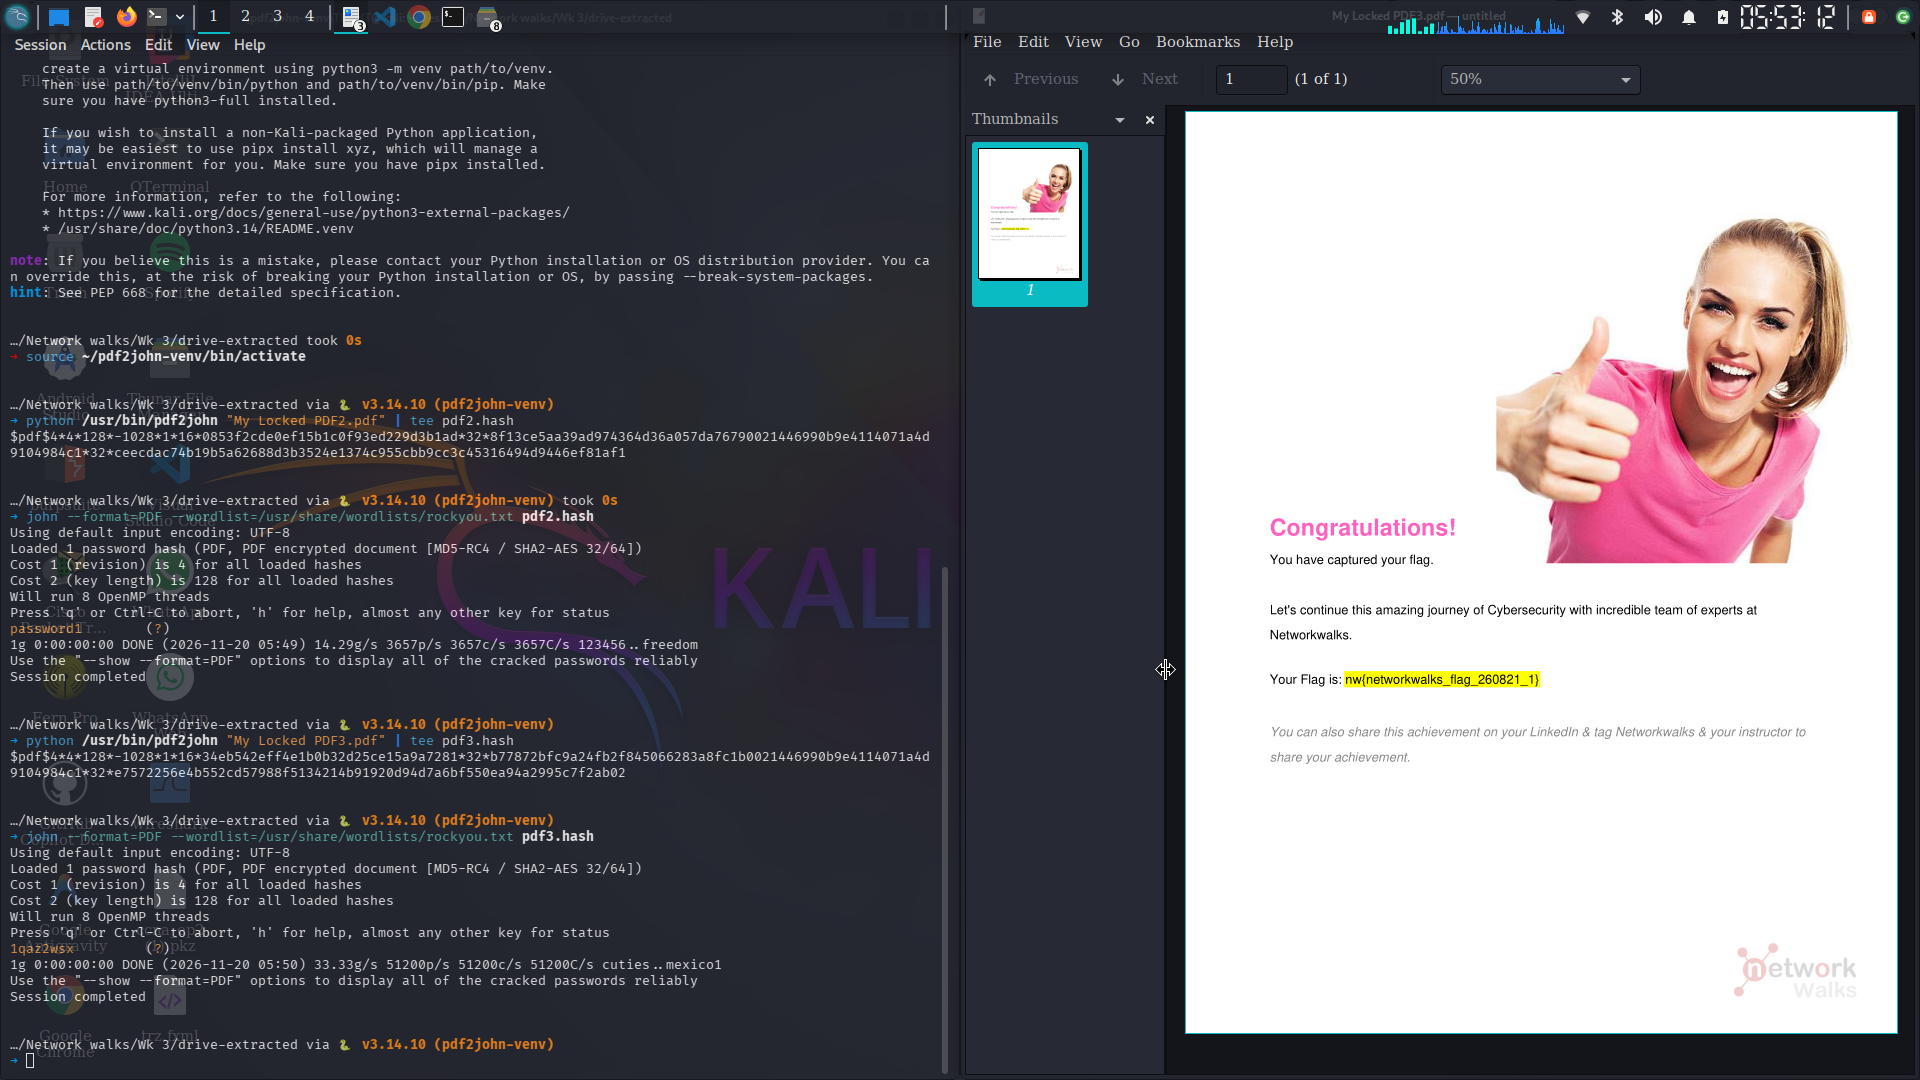 1 2 3 4
3
8
My Locked PDF3.pdf — untitled
05:53: 12
Session Actions Edit View Help
create a virtual environment using python3 -m venv path/to/venv.
Then use path/to/venv/bin/python and path/to/venv/bin/pip. Make
sure you have python3-full installed.
If you wish to install a non-Kali-packaged Python application,
it may be easiest to use pipx install xyz, which will manage a
virtual environment for you. Make sure you have pipx installed.
For more information, refer to the following:
* https://www.kali.org/docs/general-use/python3-external-packages/
* /usr/share/doc/python3.14/README.venv
note: If you believe this is a mistake, please contact your Python installation or OS distribution provider. You ca
n override this, at the risk of breaking your Python installation or OS, by passing --break-system-packages.
hint: See PEP 668 for the detailed specification.
…/Network walks/Wk 3/drive-extracted took 0s
➜ source ~/pdf2john-venv/bin/activate
…/Network walks/Wk 3/drive-extracted via 🐍 v3.14.10 (pdf2john-venv)
➜ python /usr/bin/pdf2john "My Locked PDF2.pdf" | tee pdf2.hash
$pdf$4*4*128*-1028*1*16*0853f2cde0ef15b1c0f93ed229d3b1ad*32*8f13ce5aa39ad974364d36a057da76790021446990b9e4114071a4d
9104984c1*32*ceecdac74b19b5a62688d3b3524e1374c955cbb9cc3c45316494d9446ef81af1
…/Network walks/Wk 3/drive-extracted via 🐍 v3.14.10 (pdf2john-venv) took 0s
➜ john --format=PDF --wordlist=/usr/share/wordlists/rockyou.txt pdf2.hash
Using default input encoding: UTF-8
Loaded 1 password hash (PDF, PDF encrypted document [MD5-RC4 / SHA2-AES 32/64])
Cost 1 (revision) is 4 for all loaded hashes
Cost 2 (key length) is 128 for all loaded hashes
Will run 8 OpenMP threads
Press 'q' or Ctrl-C to abort, 'h' for help, almost any other key for status
password1 (?)
1g 0:00:00:00 DONE (2026-11-20 05:49) 14.29g/s 3657p/s 3657c/s 3657C/s 123456..freedom
Use the "--show --format=PDF" options to display all of the cracked passwords reliably
Session completed
…/Network walks/Wk 3/drive-extracted via 🐍 v3.14.10 (pdf2john-venv)
➜ python /usr/bin/pdf2john "My Locked PDF3.pdf" | tee pdf3.hash
$pdf$4*4*128*-1028*1*16*34eb542eff4e1b0b32d25ce15a9a7281*32*b77872bfc9a24fb2f845066283a8fc1b0021446990b9e4114071a4d
9104984c1*32*e7572256e4b552cd57988f5134214b91920d94d7a6bf550ea94a2995c7f2ab02
…/Network walks/Wk 3/drive-extracted via 🐍 v3.14.10 (pdf2john-venv)
➜ john --format=PDF --wordlist=/usr/share/wordlists/rockyou.txt pdf3.hash
Using default input encoding: UTF-8
Loaded 1 password hash (PDF, PDF encrypted document [MD5-RC4 / SHA2-AES 32/64])
Cost 1 (revision) is 4 for all loaded hashes
Cost 2 (key length) is 128 for all loaded hashes
Will run 8 OpenMP threads
Press 'q' or Ctrl-C to abort, 'h' for help, almost any other key for status
1qaz2wsx (?)
1g 0:00:00:00 DONE (2026-11-20 05:50) 33.33g/s 51200p/s 51200c/s 51200C/s cuties..mexico1
Use the "--show --format=PDF" options to display all of the cracked passwords reliably
Session completed
…/Network walks/Wk 3/drive-extracted via 🐍 v3.14.10 (pdf2john-venv)
➜
KALI
File Edit View Go Bookmarks Help
Previous Next 1 (1 of 1) 50%
Thumbnails
1
Congratulations!
You have captured your flag.
Let's continue this amazing journey of Cybersecurity with incredible team of experts at
Networkwalks.
Your Flag is: nw{networkwalks_flag_260821_1}
You can also share this achievement on your LinkedIn & tag Networkwalks & your instructor to
share your achievement.
network
Walks